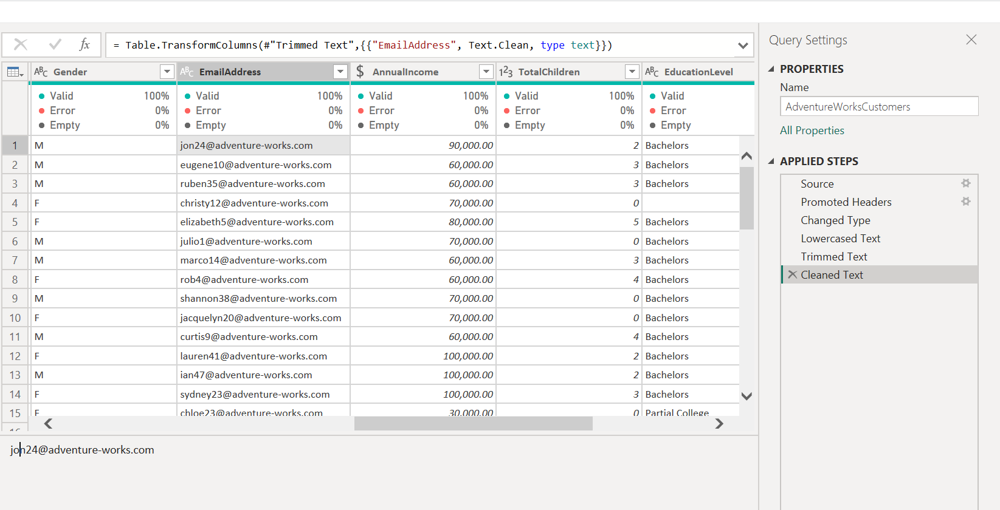 = Table.TransformColumns(#"Trimmed Text",{{"EmailAddress", Text.Clean, type text}})
ABC Gender ABC EmailAddress $ AnnualIncome 123 TotalChildren ABC EducationLevel
Valid 100% Valid 100% Valid 100% Valid 100% Valid
Error 0% Error 0% Error 0% Error 0% Error
Empty 0% Empty 0% Empty 0% Empty 0% Empty
1 M jon24@adventure-works.com 90,000.00 2 Bachelors
2 M eugene10@adventure-works.com 60,000.00 3 Bachelors
3 M ruben35@adventure-works.com 60,000.00 3 Bachelors
4 F christy12@adventure-works.com 70,000.00 0
5 F elizabeth5@adventure-works.com 80,000.00 5 Bachelors
6 M julio1@adventure-works.com 70,000.00 0 Bachelors
7 M marco14@adventure-works.com 60,000.00 3 Bachelors
8 F rob4@adventure-works.com 60,000.00 4 Bachelors
9 M shannon38@adventure-works.com 70,000.00 0 Bachelors
10 F jacquelyn20@adventure-works.com 70,000.00 0 Bachelors
11 M curtis9@adventure-works.com 60,000.00 4 Bachelors
12 F lauren41@adventure-works.com 100,000.00 2 Bachelors
13 M ian47@adventure-works.com 100,000.00 2 Bachelors
14 F sydney23@adventure-works.com 100,000.00 3 Bachelors
15 F chloe23@adventure-works.com 30,000.00 0 Partial College
jon24@adventure-works.com
Query Settings
PROPERTIES
Name
AdventureWorksCustomers
All Properties
APPLIED STEPS
Source
Promoted Headers
Changed Type
Lowercased Text
Trimmed Text
Cleaned Text